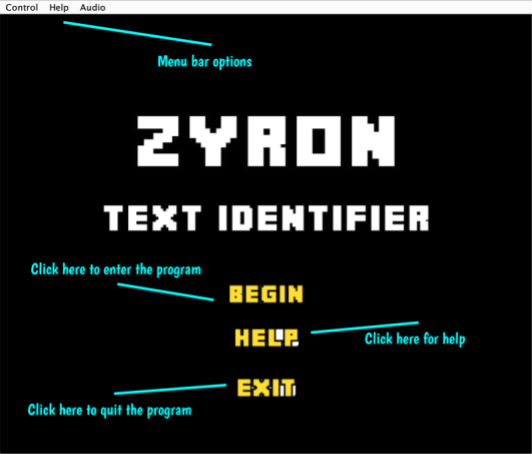 Control Help Audio
Menu bar options
ZYRON
TEXT IDENTIFIER
Click here to enter the program
BEGIN
HELP
Click here for help
EXIT
Click here to quit the program